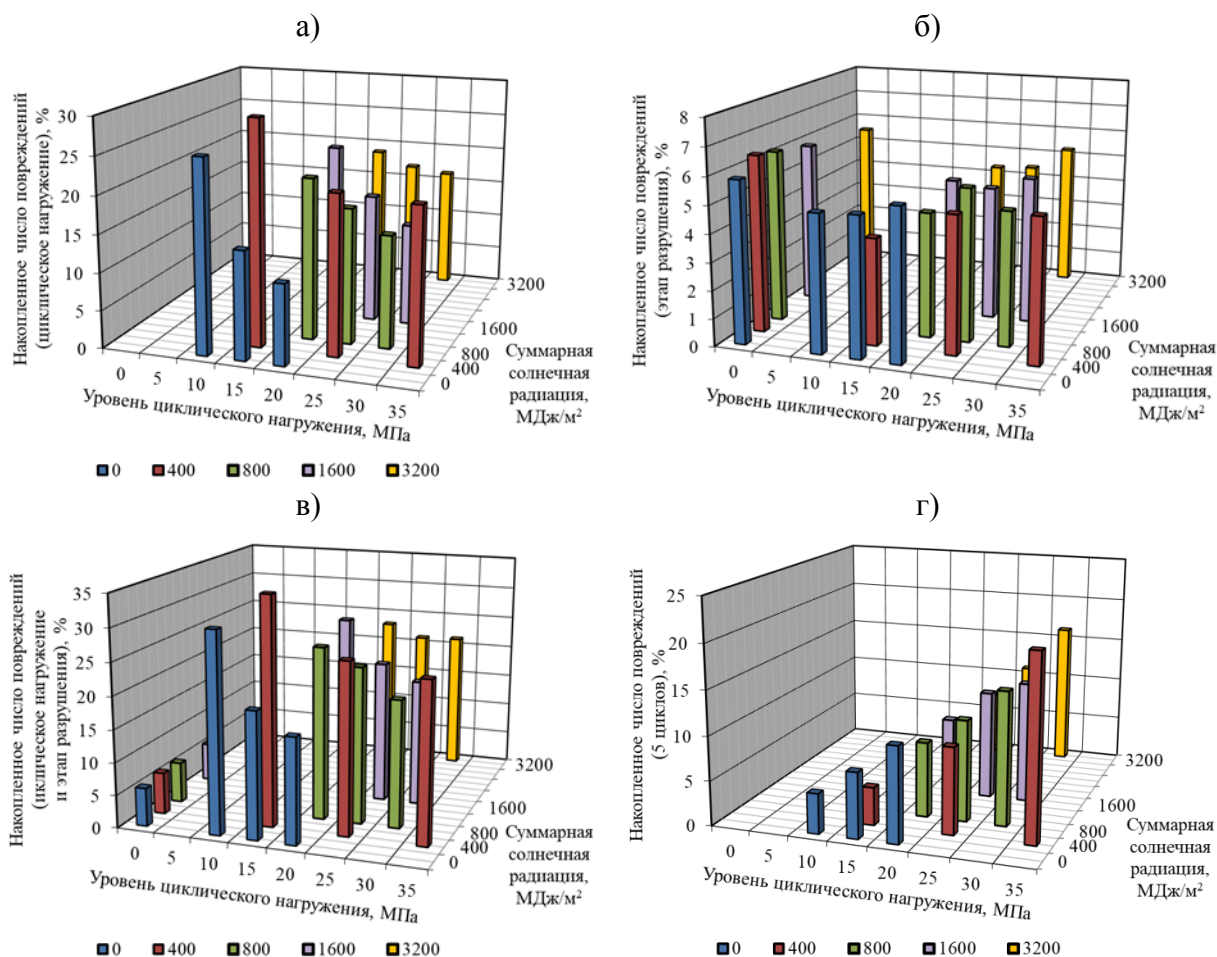 а)
Накопленное число повреждений
(циклическое нагружение), %
30
25
20
15
10
5
0
0
5
10
15
20
25
30
35
Уровень циклического нагружения, МПа
0
400
800
1600
3200
Суммарная
солнечная
радиация,
МДж/м²
0 400 800 1600 3200
б)
Накопленное число повреждений
(этап разрушения), %
8
7
6
5
4
3
2
1
0
0
5
10
15
20
25
30
35
Уровень циклического нагружения, МПа
0
400
800
1600
3200
Суммарная
солнечная
радиация,
МДж/м²
в)
Накопленное число повреждений
(иклическое нагружение
и этап разрушения), %
35
30
25
20
15
10
5
0
0
5
10
15
20
25
30
35
Уровень циклического нагружения, МПа
0
400
800
1600
3200
Суммарная
солнечная
радиация,
МДж/м²
0 400 800 1600 3200
г)
Накопленное число повреждений
(5 циклов), %
25
20
15
10
5
0
0
5
10
15
20
25
30
35
Уровень циклического нагружения, МПа
0
400
800
1600
3200
Суммарная
солнечная
радиация,
МДж/м²
0 400 800 1600 3200